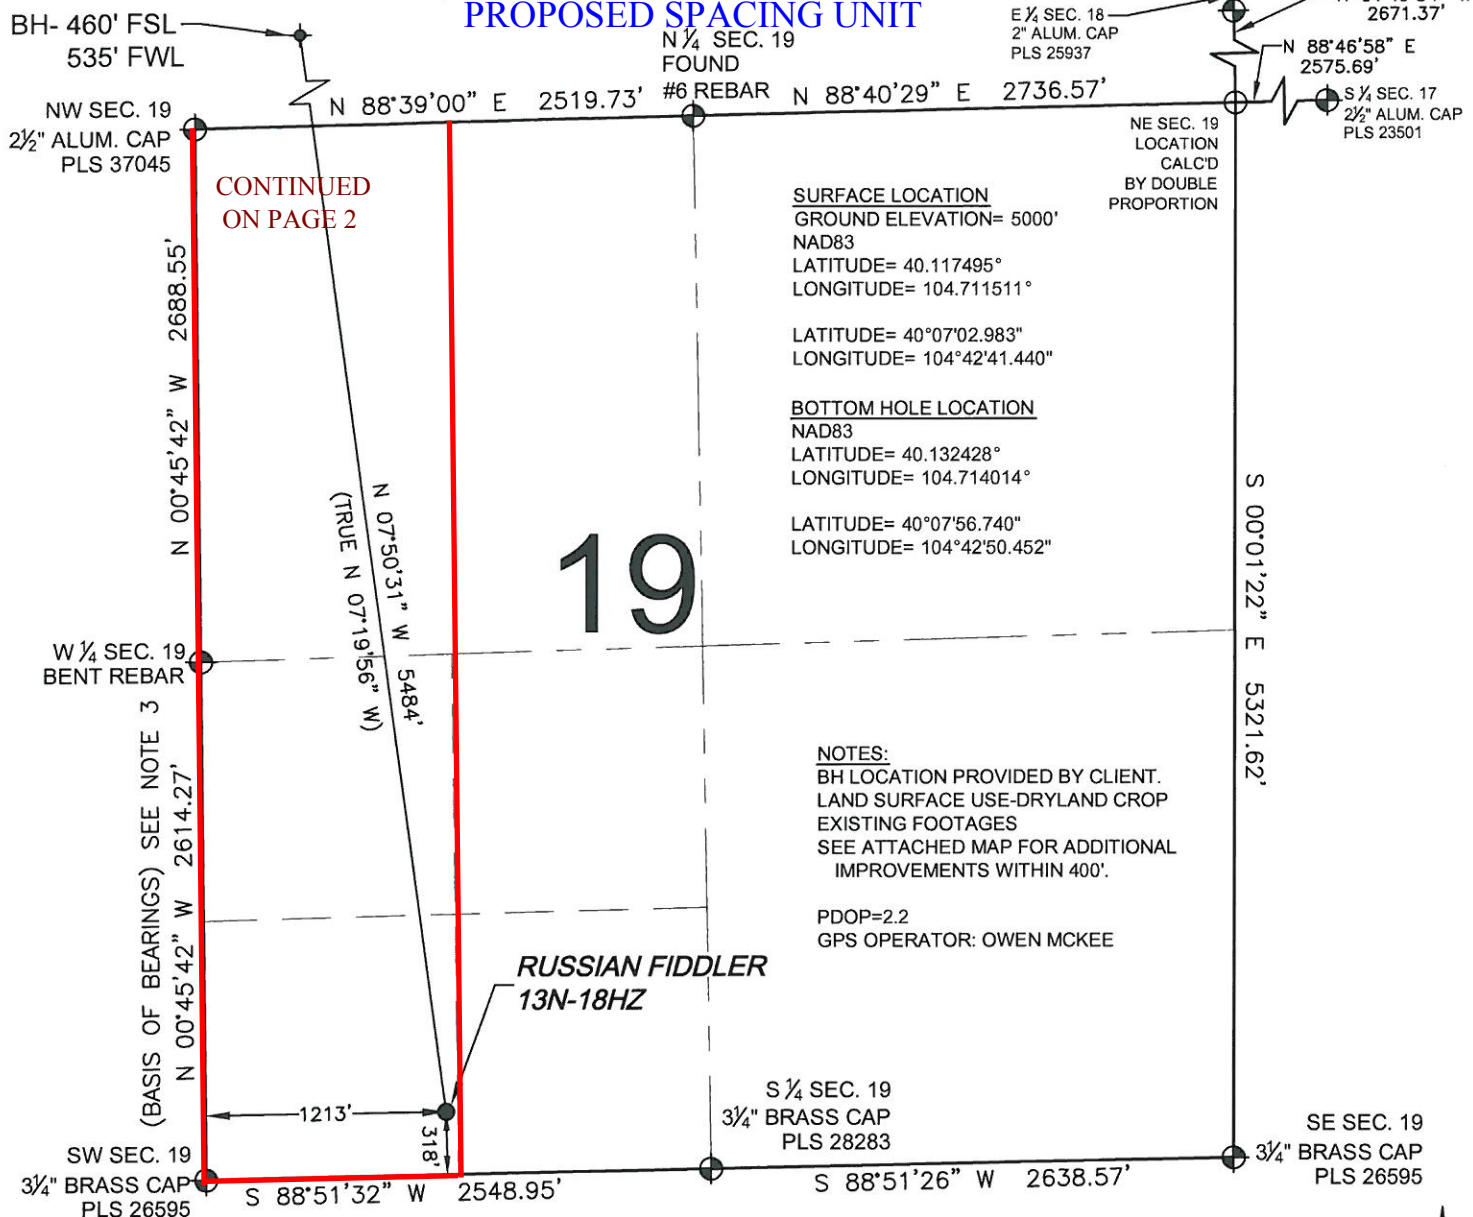 PROPOSED SPACING UNIT
BH- 460' FSL
535' FWL
N ¼ SEC. 19
FOUND
#6 REBAR
E ¼ SEC. 18
2" ALUM. CAP
PLS 25937
2671.37'
N 88°46'58" E
2575.69'
S ¼ SEC. 17
2½" ALUM. CAP
PLS 23501
NW SEC. 19
2½" ALUM. CAP
PLS 37045
N 88°39'00" E 2519.73'
N 88°40'29" E 2736.57'
NE SEC. 19
LOCATION
CALC'D
BY DOUBLE
PROPORTION
CONTINUED
ON PAGE 2
SURFACE LOCATION
GROUND ELEVATION= 5000'
NAD83
LATITUDE= 40.117495°
LONGITUDE= 104.711511°
LATITUDE= 40°07'02.983"
LONGITUDE= 104°42'41.440"
BOTTOM HOLE LOCATION
NAD83
LATITUDE= 40.132428°
LONGITUDE= 104.714014°
LATITUDE= 40°07'56.740"
LONGITUDE= 104°42'50.452"
N 00°45'42" W 2688.55'
N 07°50'31" W 5484'
(TRUE N 07°19'56" W)
19
S 00°01'22" E 5321.62'
W ¼ SEC. 19
BENT REBAR
(BASIS OF BEARINGS) SEE NOTE 3
N 00°45'42" W 2614.27'
NOTES:
BH LOCATION PROVIDED BY CLIENT.
LAND SURFACE USE-DRYLAND CROP
EXISTING FOOTAGES
SEE ATTACHED MAP FOR ADDITIONAL
IMPROVEMENTS WITHIN 400'.
PDOP=2.2
GPS OPERATOR: OWEN MCKEE
RUSSIAN FIDDLER
13N-18HZ
1213'
318'
S ¼ SEC. 19
3¼" BRASS CAP
PLS 28283
SW SEC. 19
3¼" BRASS CAP
PLS 26595
SE SEC. 19
3¼" BRASS CAP
PLS 26595
S 88°51'32" W 2548.95'
S 88°51'26" W 2638.57'